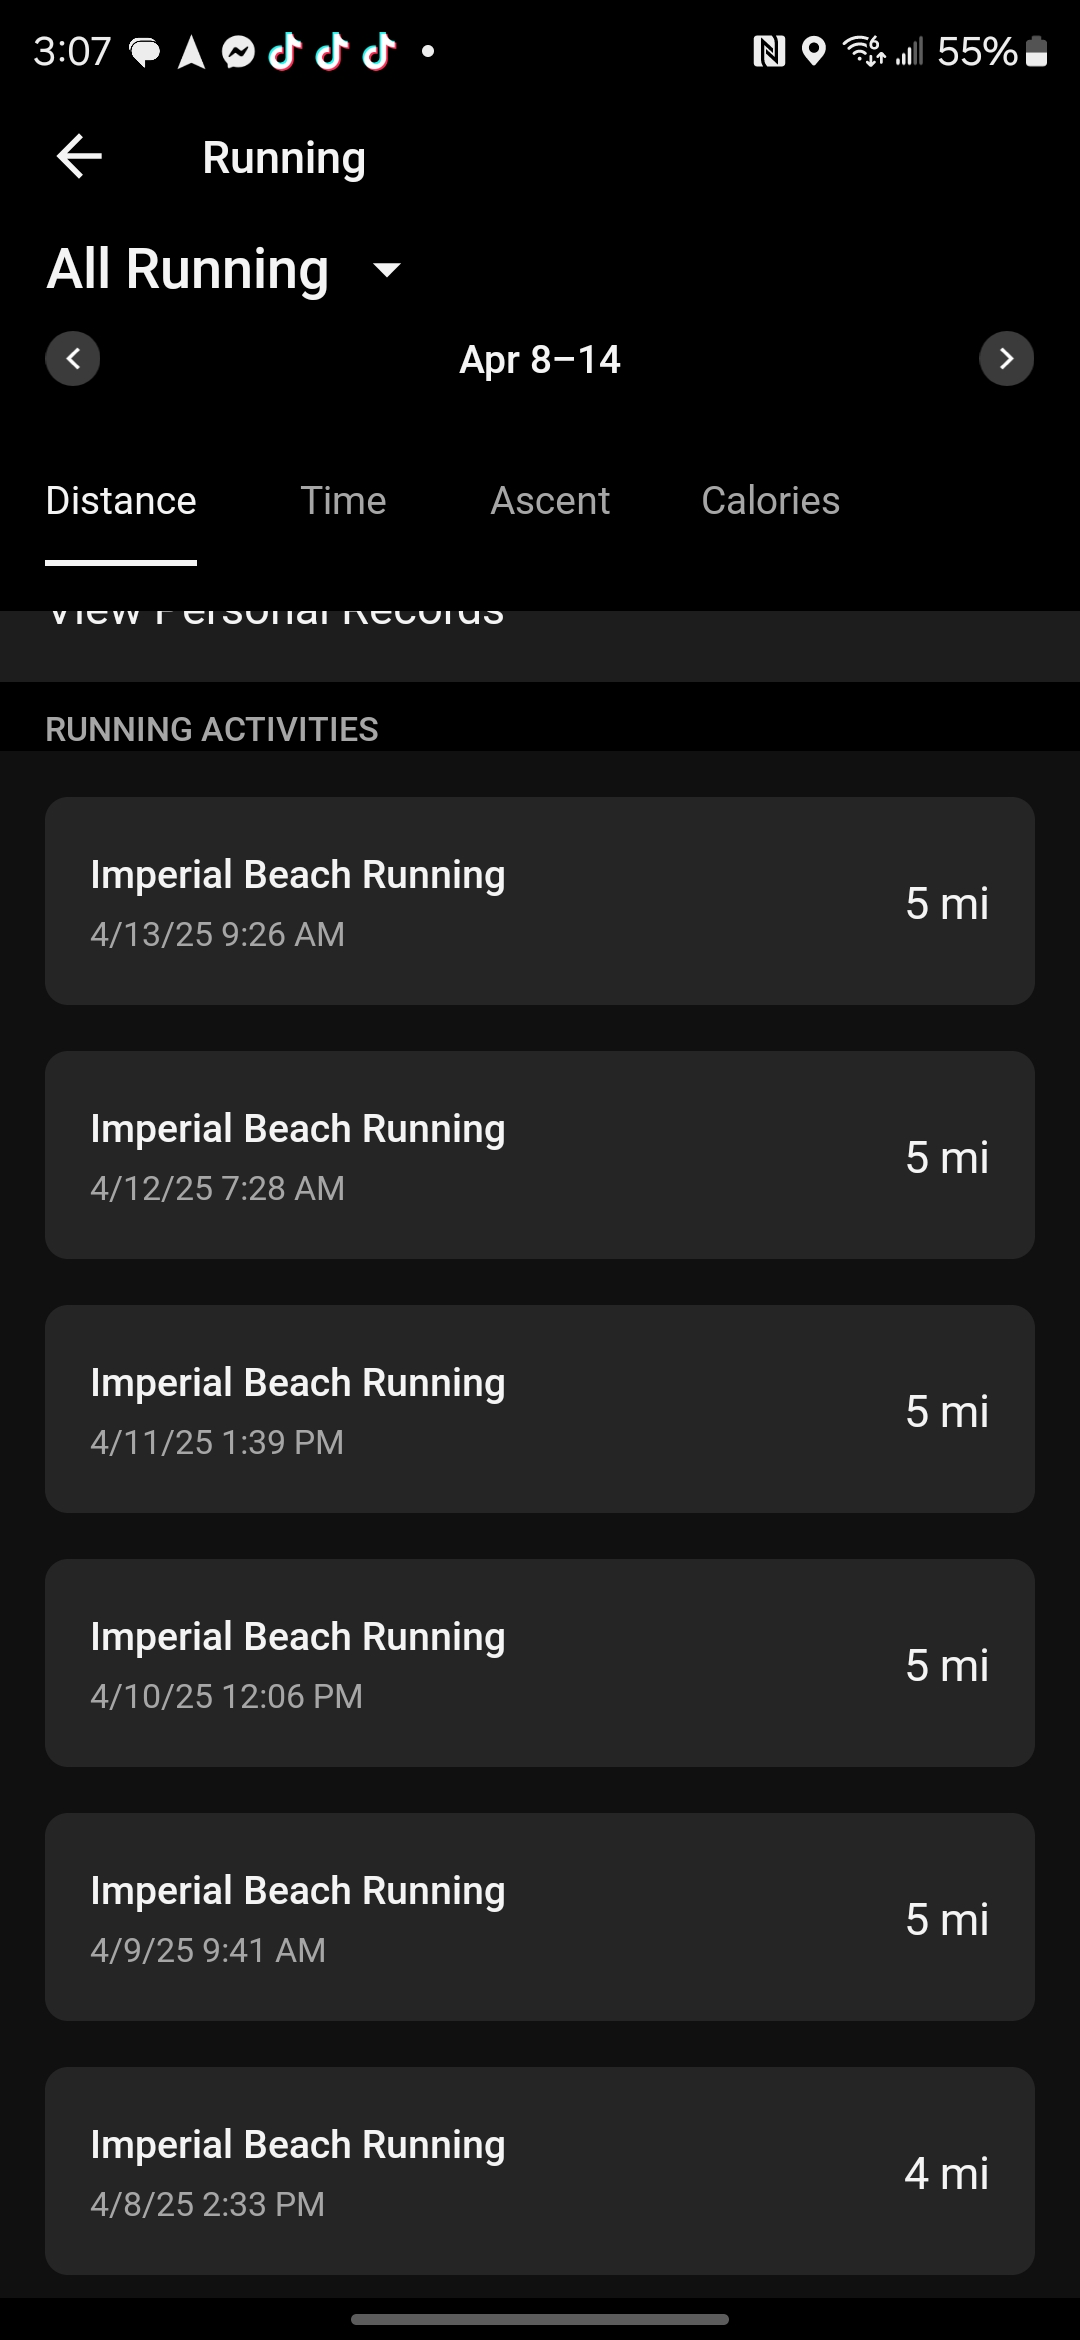 3:07 55%
Running
All Running
Apr 8–14
Distance Time Ascent Calories
View Personal Records
RUNNING ACTIVITIES
Imperial Beach Running
4/13/25 9:26 AM
5 mi
Imperial Beach Running
4/12/25 7:28 AM
5 mi
Imperial Beach Running
4/11/25 1:39 PM
5 mi
Imperial Beach Running
4/10/25 12:06 PM
5 mi
Imperial Beach Running
4/9/25 9:41 AM
5 mi
Imperial Beach Running
4/8/25 2:33 PM
4 mi